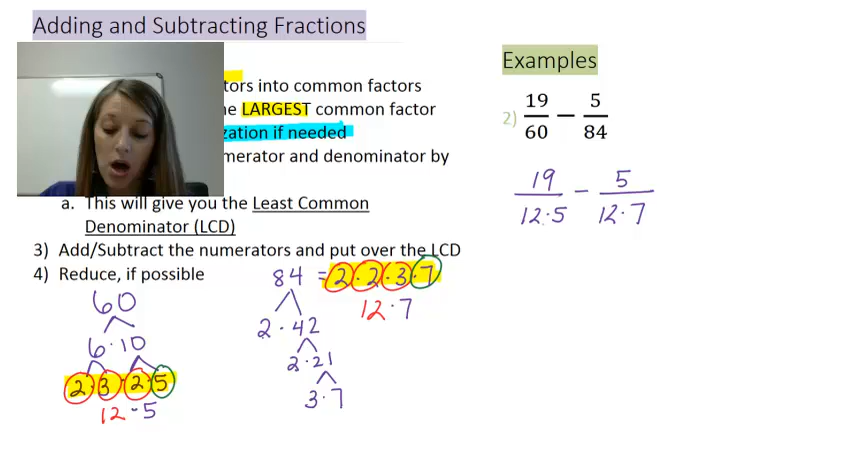 Adding and Subtracting Fractions
tors into common factors
he LARGEST common factor
zation if needed
merator and denominator by
a. This will give you the Least Common
Denominator (LCD)
3) Add/Subtract the numerators and put over the LCD
4) Reduce, if possible
60
6·10
2·3·2·5
12·5
84 = 2·2·3·7
12·7
2·42
2·21
3·7
Examples
2) 19/60 − 5/84
19/12·5 − 5/12·7